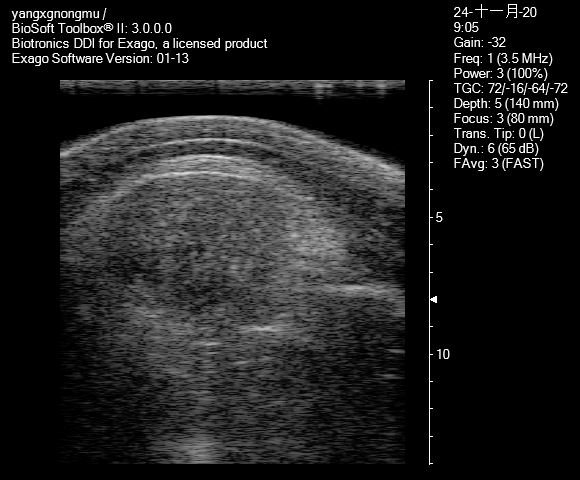 yangxgnongmu /
BioSoft Toolbox® II: 3.0.0.0
Biotronics DDI for Exago, a licensed product
Exago Software Version: 01-13
24-十一月-20
9:05
Gain: -32
Freq: 1 (3.5 MHz)
Power: 3 (100%)
TGC: 72/-16/-64/-72
Depth: 5 (140 mm)
Focus: 3 (80 mm)
Trans. Tip: 0 (L)
Dyn.: 6 (65 dB)
FAvg: 3 (FAST)
5
10